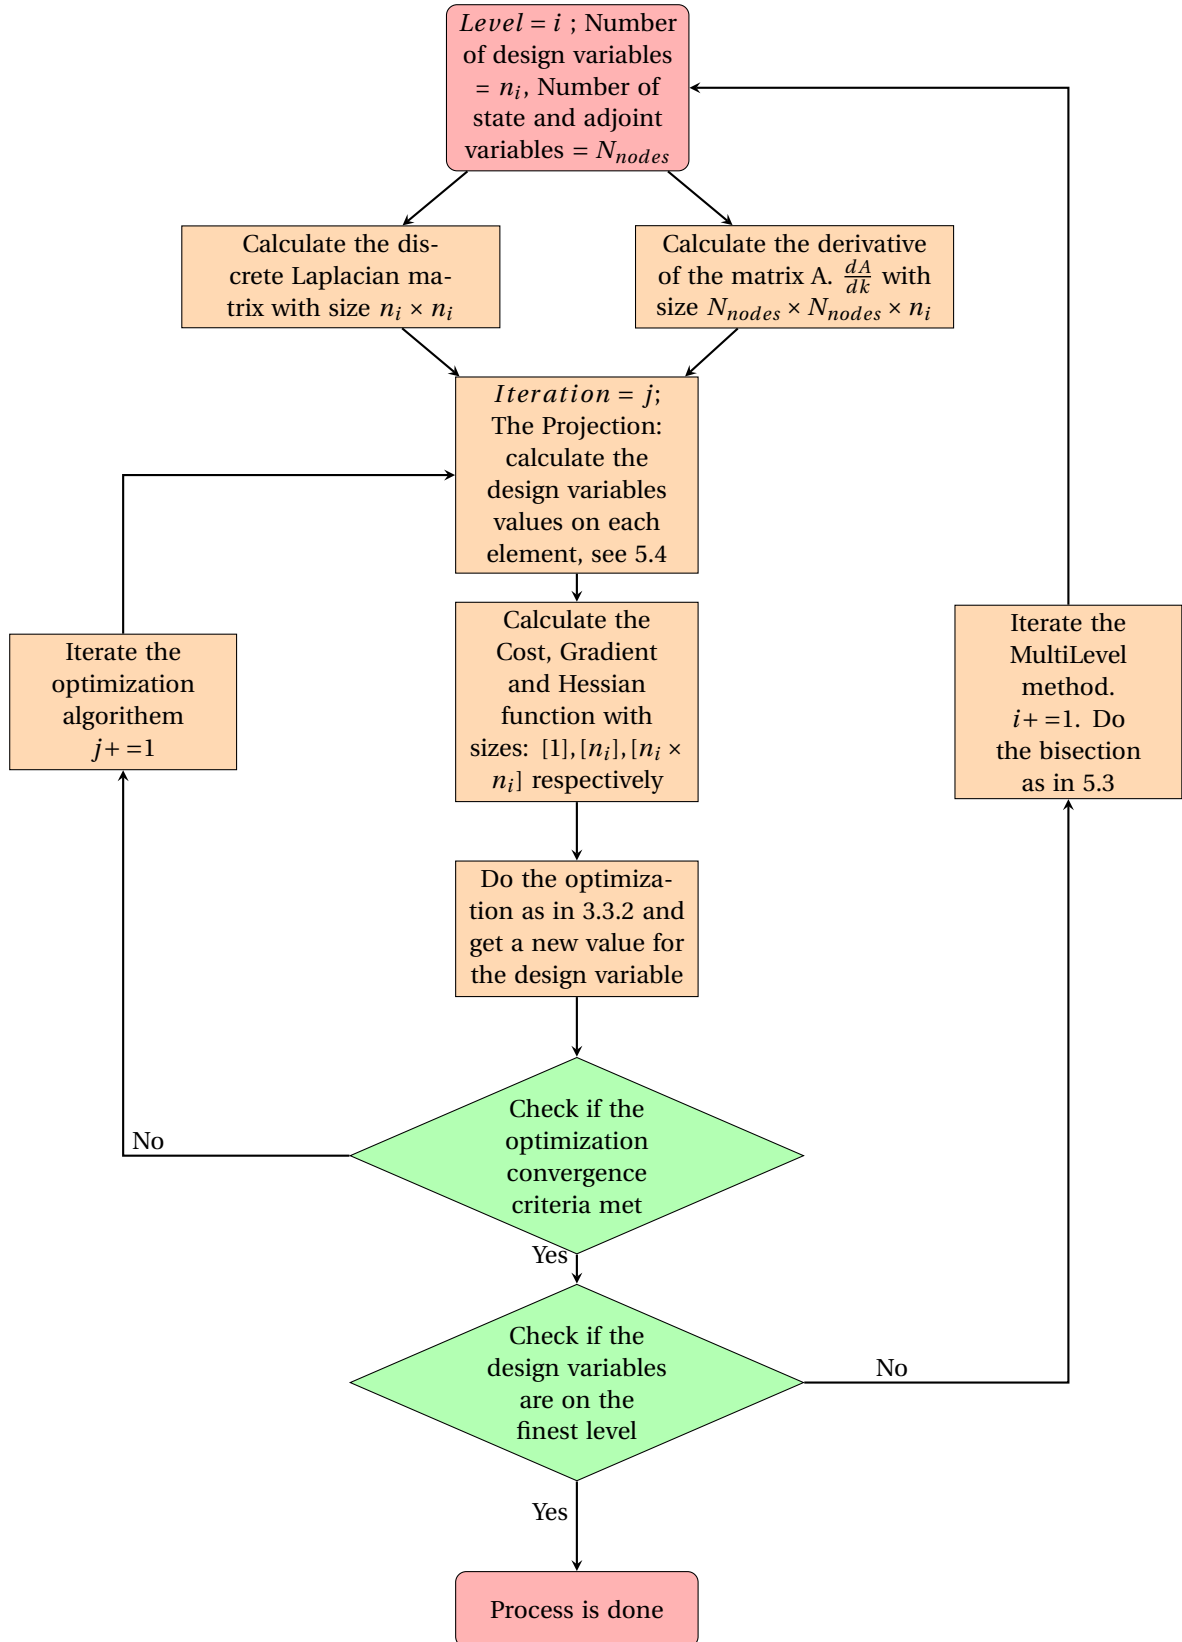 Level = i ; Number
of design variables
= n_i, Number of
state and adjoint
variables = N_nodes
Calculate the dis-
crete Laplacian ma-
trix with size n_i × n_i
Calculate the derivative
of the matrix A. dA/dk with
size N_nodes × N_nodes × n_i
Iteration = j;
The Projection:
calculate the
design variables
values on each
element, see 5.4
Iterate the
optimization
algorithem
j+ =1
Calculate the
Cost, Gradient
and Hessian
function with
sizes: [1],[n_i],[n_i ×
n_i] respectively
Iterate the
MultiLevel
method.
i+ =1. Do
the bisection
as in 5.3
Do the optimiza-
tion as in 3.3.2 and
get a new value for
the design variable
Check if the
optimization
convergence
criteria met
No
Yes
Check if the
design variables
are on the
finest level
No
Yes
Process is done